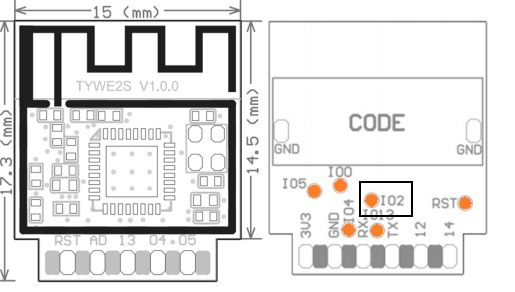 15 (mm)
17.3 (mm)
14.5 (mm)
TYWE2S V1.0.0
RST AD 13 04 05
CODE
GND
GND
IO0
IO5
IO2
RST
IO4
IO13
3V3
GND
RX
TX
12
14